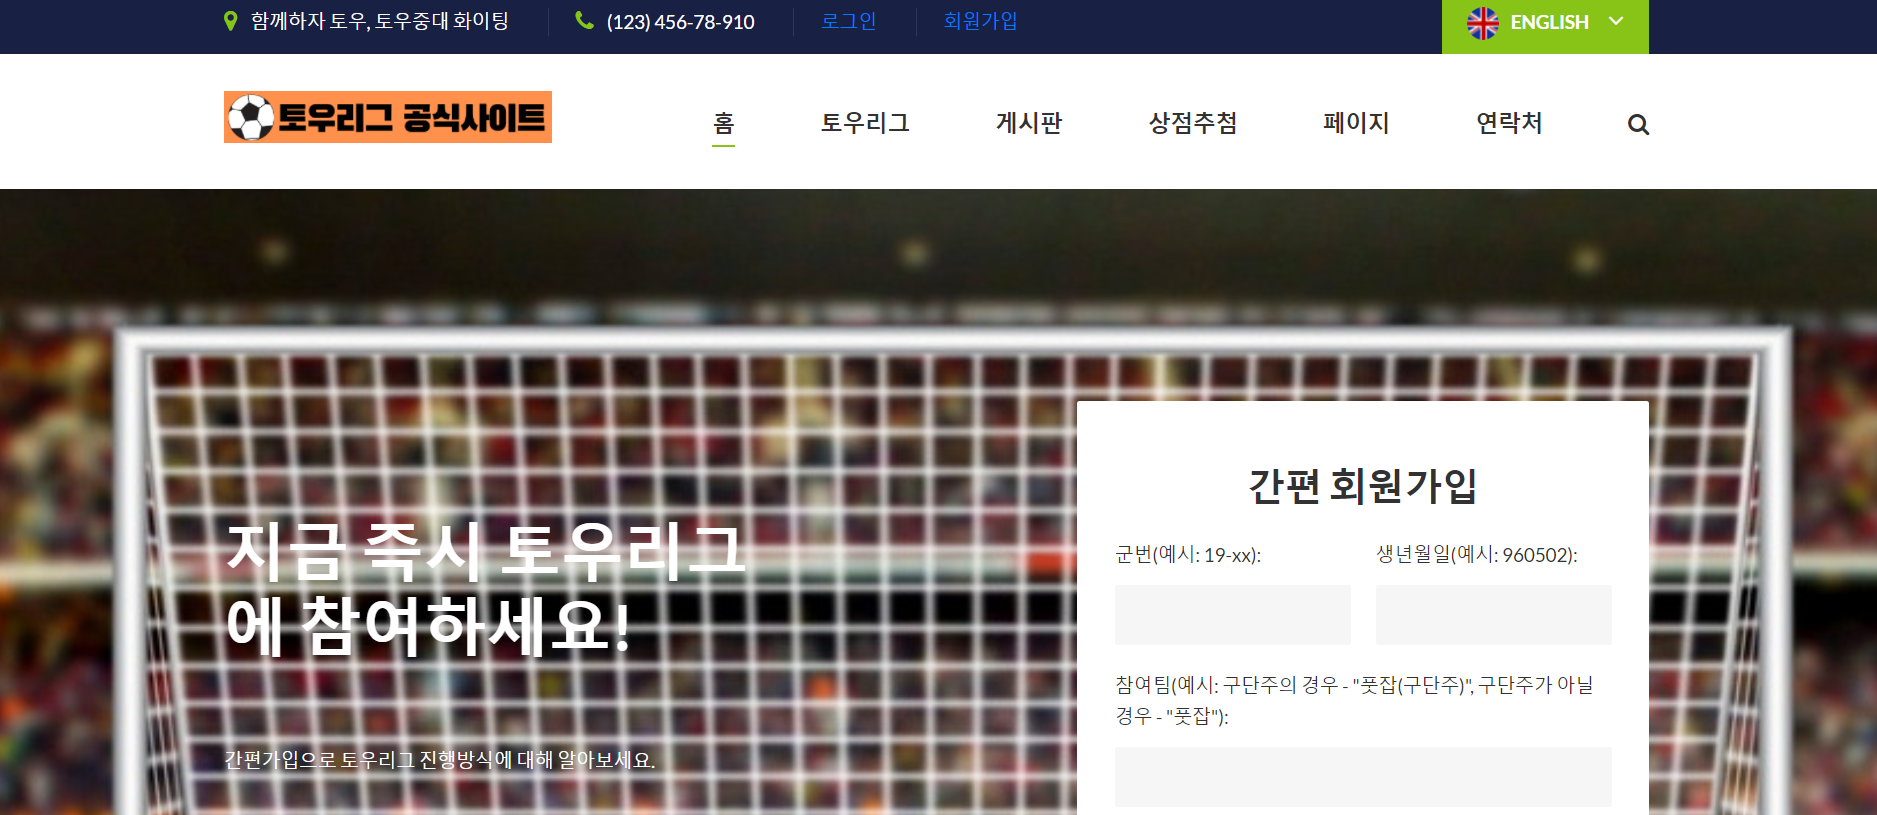 함께하자 토우, 토우중대 화이팅
(123) 456-78-910
로그인
회원가입
ENGLISH
토우리그 공식사이트
홈
토우리그
게시판
상점추첨
페이지
연락처
지금 즉시 토우리그
에 참여하세요!
간편가입으로 토우리그 진행방식에 대해 알아보세요.
간편 회원가입
군번(예시: 19-xx):
생년월일(예시: 960502):
참여팀(예시: 구단주의 경우 - "풋잡(구단주)", 구단주가 아닐
경우 - "풋잡"):